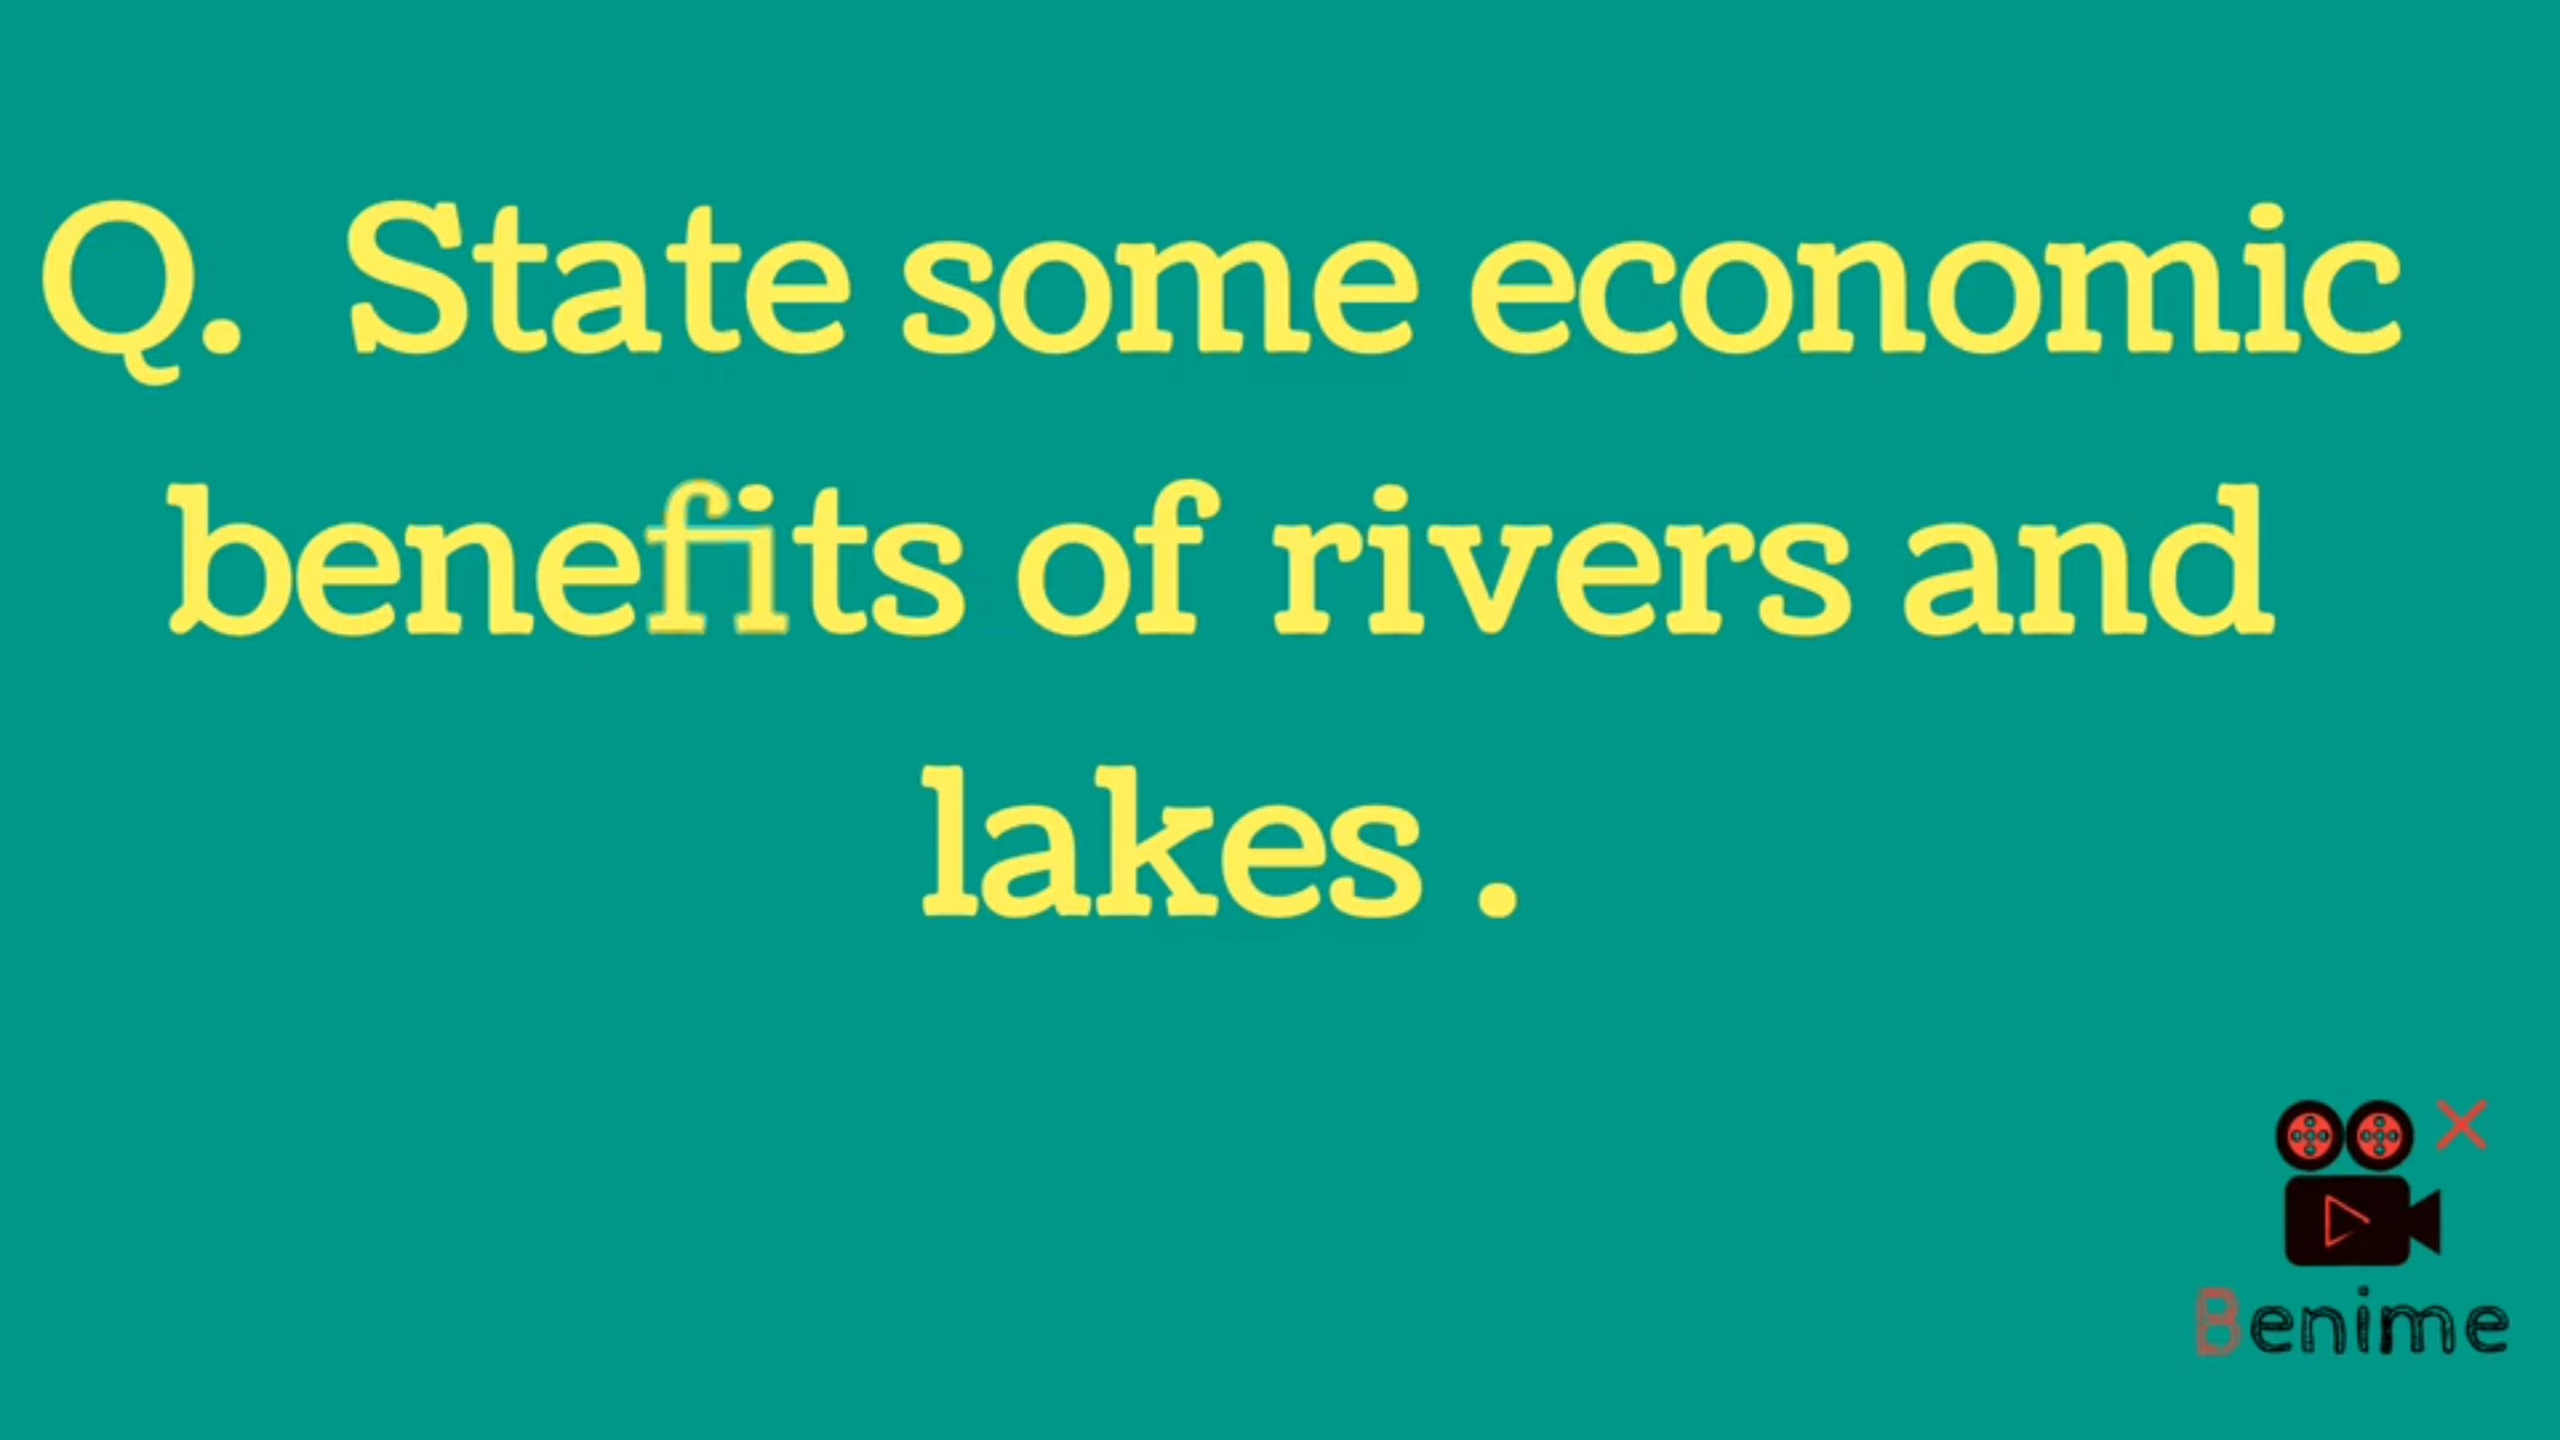 Q. State some economic
benefits of rivers and
lakes .
Benime